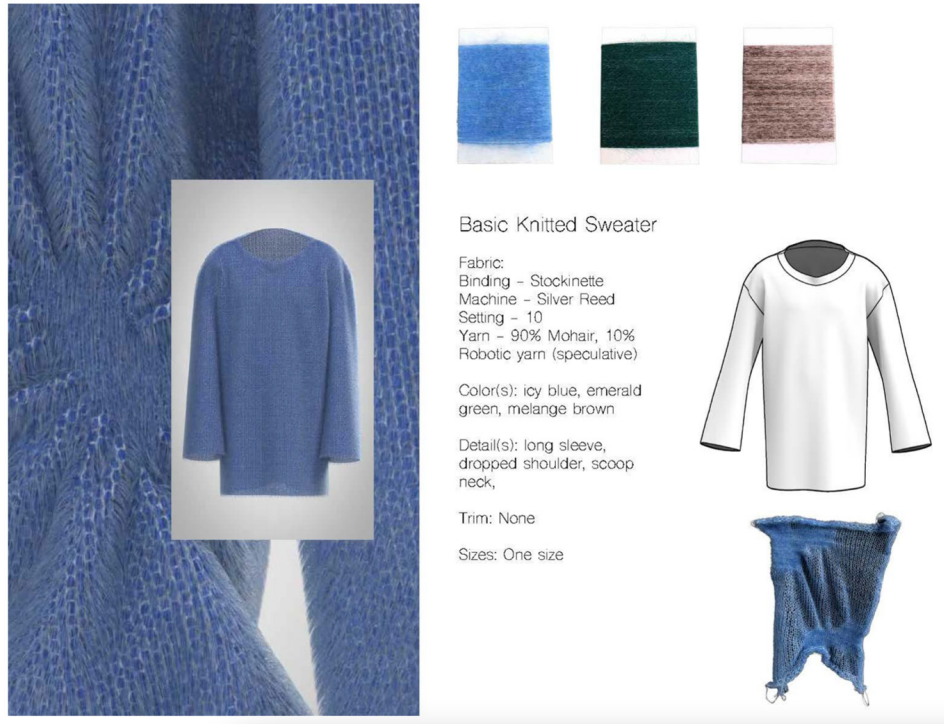 Basic Knitted Sweater
Fabric:
Binding - Stockinette
Machine - Silver Reed
Setting - 10
Yarn - 90% Mohair, 10%
Robotic yarn (speculative)
Color(s): icy blue, emerald
green, melange brown
Detail(s): long sleeve,
dropped shoulder, scoop
neck,
Trim: None
Sizes: One size